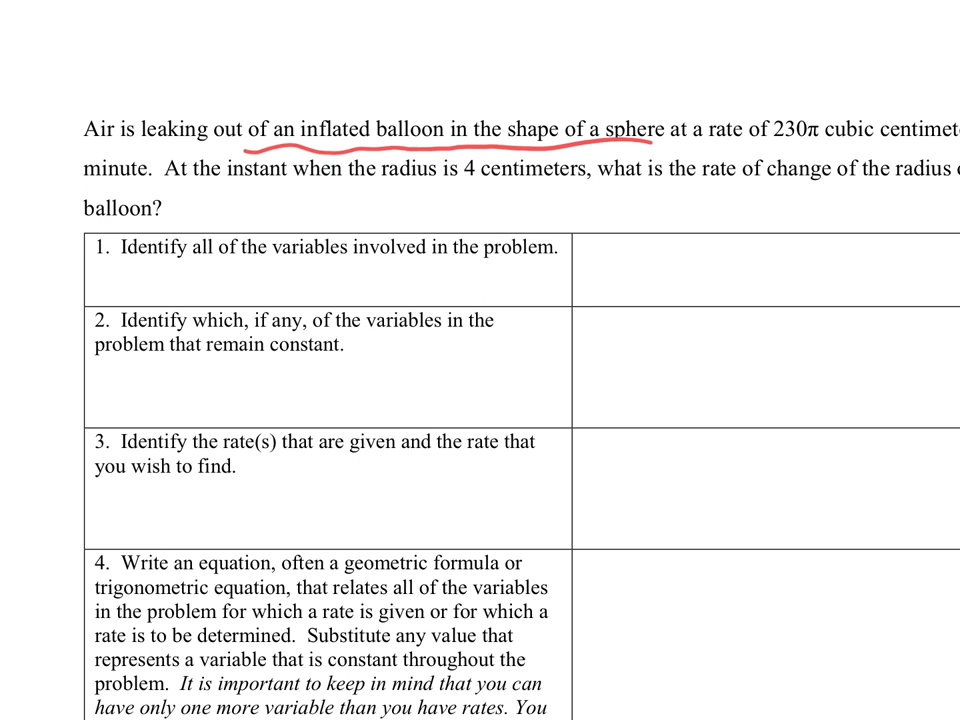 Air is leaking out of an inflated balloon in the shape of a sphere at a rate of 230π cubic
minute.  At the instant when the radius is 4 centimeters, what is the rate of change of the radius
balloon?
1.  Identify all of the variables involved in the problem.
2.  Identify which, if any, of the variables in the
problem that remain constant.
3.  Identify the rate(s) that are given and the rate that
you wish to find.
4.  Write an equation, often a geometric formula or
trigonometric equation, that relates all of the variables
in the problem for which a rate is given or for which a
rate is to be determined.  Substitute any value that
represents a variable that is constant throughout the
problem.  It is important to keep in mind that you can
have only one more variable than you have rates.  You